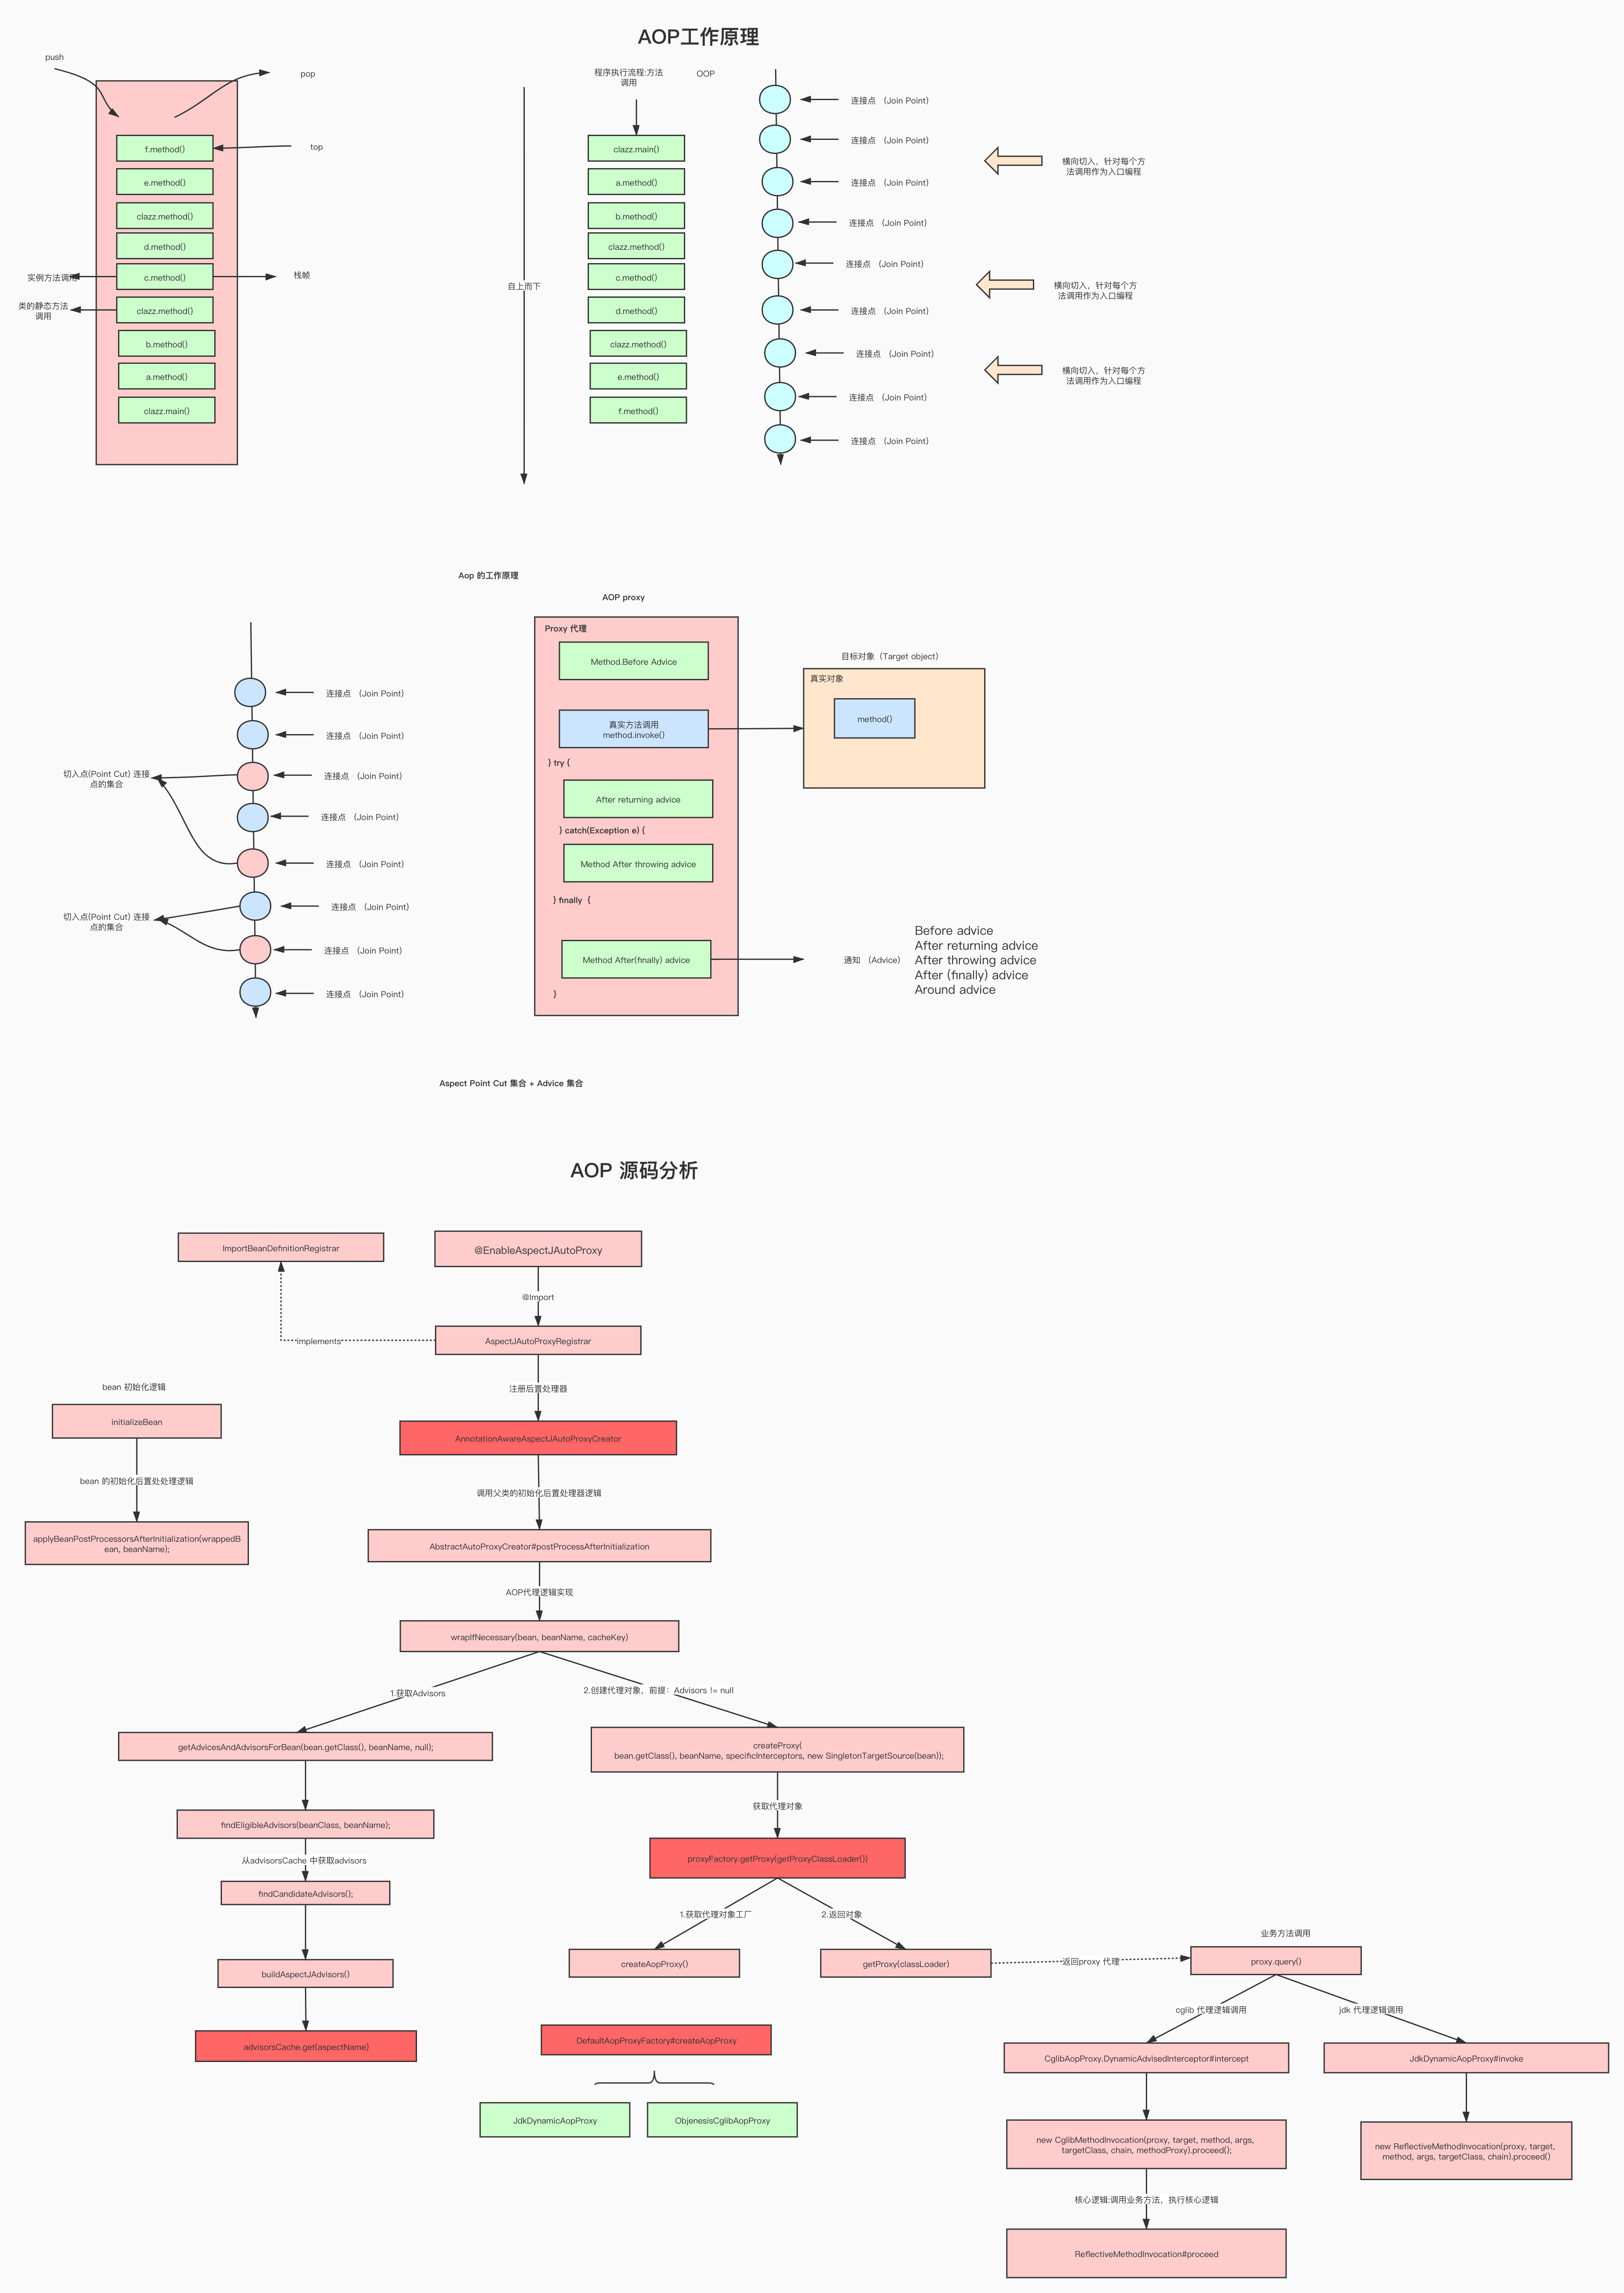 AOP工作原理
push
pop
top
f.method()
e.method()
clazz.method()
d.method()
c.method()
clazz.method()
b.method()
a.method()
clazz.main()
实例方法调用
栈帧
类的静态方法
调用
自上而下
程序执行流程:方法
调用
OOP
clazz.main()
a.method()
b.method()
clazz.method()
c.method()
d.method()
clazz.method()
e.method()
f.method()
连接点 （Join Point）
连接点 （Join Point）
连接点 （Join Point）
连接点 （Join Point）
连接点 （Join Point）
连接点 （Join Point）
连接点 （Join Point）
连接点 （Join Point）
连接点 （Join Point）
横向切入，针对每个方
法调用作为入口编程
横向切入，针对每个方
法调用作为入口编程
横向切入，针对每个方
法调用作为入口编程
Aop 的工作原理
AOP proxy
连接点 （Join Point）
连接点 （Join Point）
连接点 （Join Point）
连接点 （Join Point）
连接点 （Join Point）
连接点 （Join Point）
连接点 （Join Point）
连接点 （Join Point）
切入点(Point Cut) 连接
点的集合
切入点(Point Cut) 连接
点的集合
Proxy 代理
Method.Before Advice
真实方法调用
method.invoke()
} try {
After returning advice
} catch(Exception e) {
Method After throwing advice
} finally {
Method After(finally) advice
}
目标对象（Target object）
真实对象
method()
通知 （Advice）
Before advice
After returning advice
After throwing advice
After (finally) advice
Around advice
Aspect Point Cut 集合 + Advice 集合
AOP 源码分析
ImportBeanDefinitionRegistrar
@EnableAspectJAutoProxy
@Import
implements
AspectJAutoProxyRegistrar
注册后置处理器
bean 初始化逻辑
initializeBean
bean 的初始化后置处处理逻辑
applyBeanPostProcessorsAfterInitialization(wrappedB
ean, beanName);
AnnotationAwareAspectJAutoProxyCreator
调用父类的初始化后置处理器逻辑
AbstractAutoProxyCreator#postProcessAfterInitialization
AOP代理逻辑实现
wrapIfNecessary(bean, beanName, cacheKey)
1.获取Advisors
2.创建代理对象，前提：Advisors != null
getAdvicesAndAdvisorsForBean(bean.getClass(), beanName, null);
findEligibleAdvisors(beanClass, beanName);
从advisorsCache 中获取advisors
findCandidateAdvisors();
buildAspectJAdvisors()
advisorsCache.get(aspectName)
createProxy(
bean.getClass(), beanName, specificInterceptors, new SingletonTargetSource(bean));
获取代理对象
proxyFactory.getProxy(getProxyClassLoader())
1.获取代理对象工厂
2.返回对象
createAopProxy()
getProxy(classLoader)
DefaultAopProxyFactory#createAopProxy
JdkDynamicAopProxy
ObjenesisCglibAopProxy
返回proxy 代理
业务方法调用
proxy.query()
cglib 代理逻辑调用
jdk 代理逻辑调用
CglibAopProxy.DynamicAdvisedInterceptor#intercept
JdkDynamicAopProxy#invoke
new CglibMethodInvocation(proxy, target, method, args,
targetClass, chain, methodProxy).proceed();
new ReflectiveMethodInvocation(proxy, target,
method, args, targetClass, chain).proceed()
核心逻辑:调用业务方法，执行核心逻辑
ReflectiveMethodInvocation#proceed